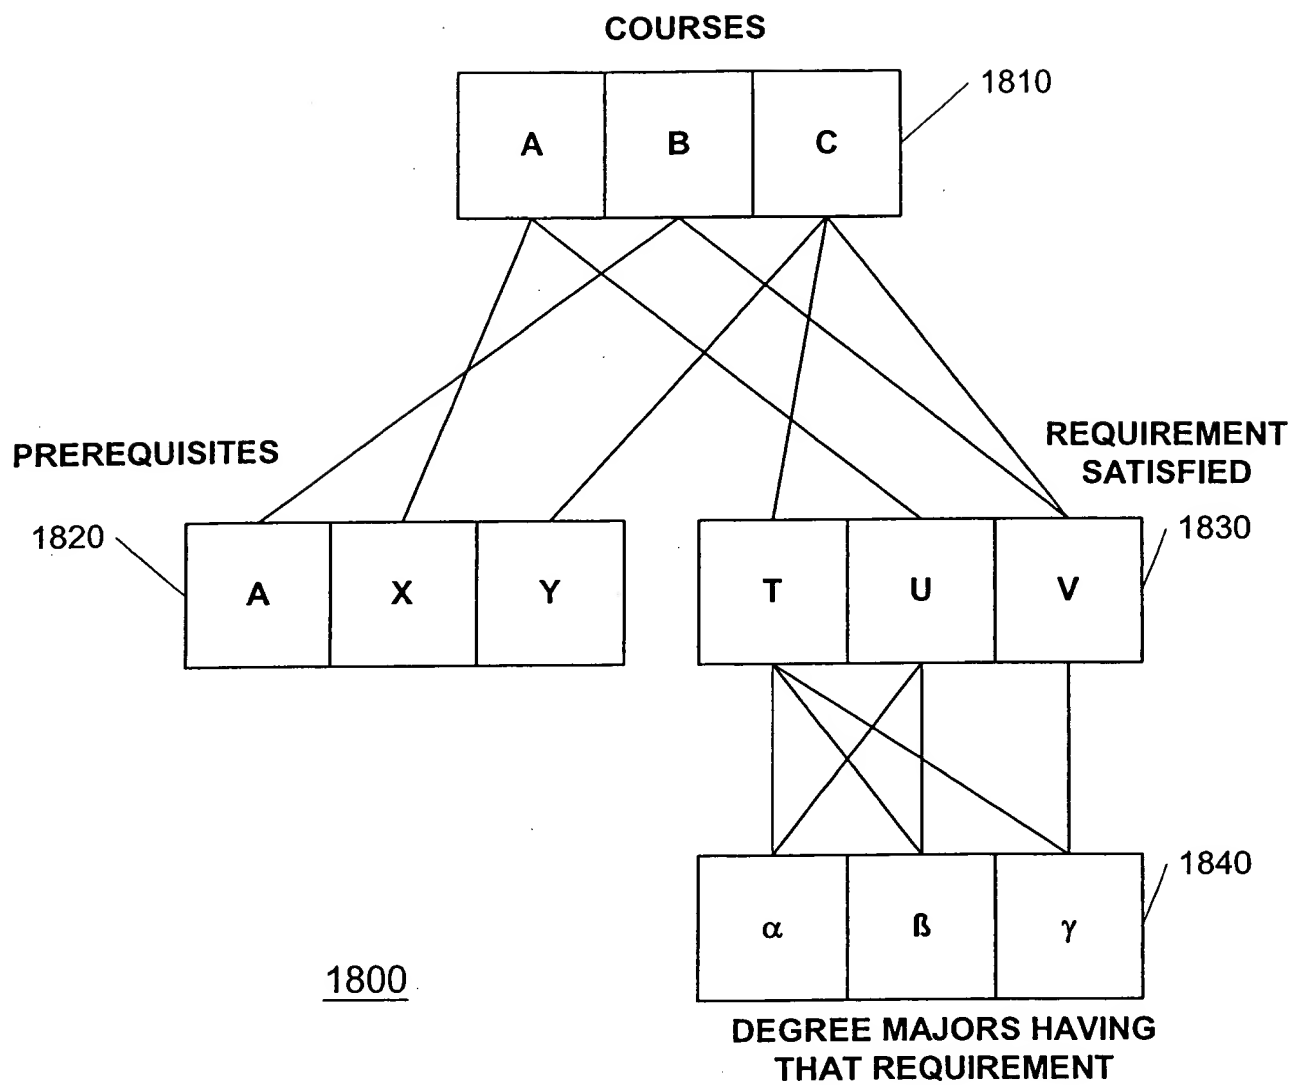 COURSES
1810
A B C
PREREQUISITES
REQUIREMENT
SATISFIED
1820
1830
A X Y
T U V
1840
α ß γ
1800
DEGREE MAJORS HAVING
THAT REQUIREMENT